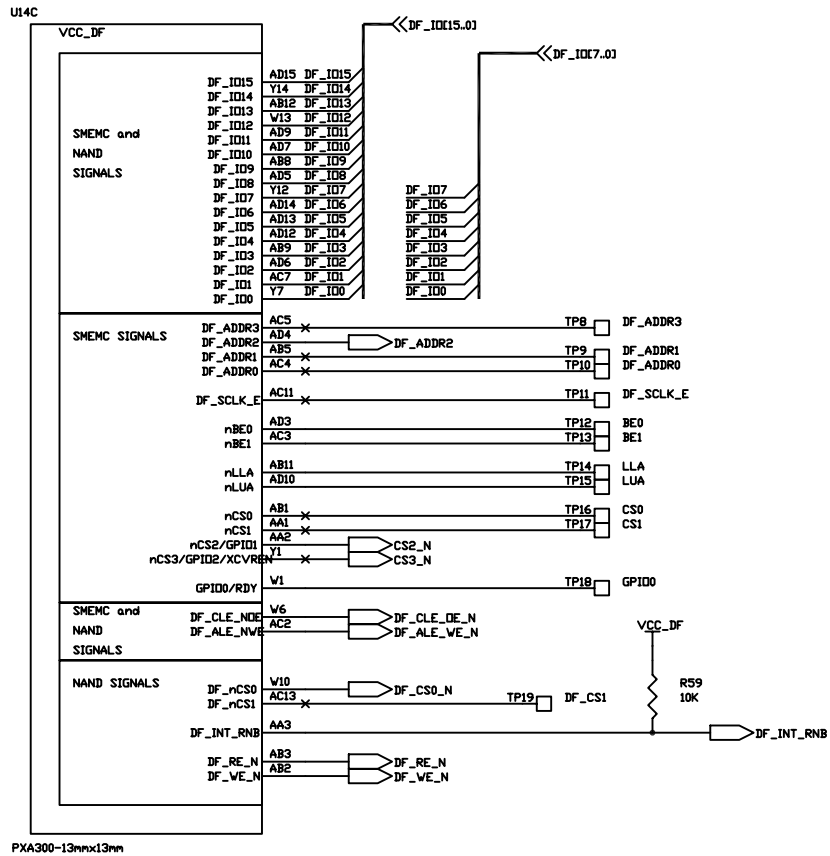 U14C
VCC_DF
DF_IO[15..0]
DF_IO[7..0]
SMEMC and
NAND
SIGNALS
DF_IO15 AD15 DF_IO15
DF_IO14 Y14 DF_IO14
DF_IO13 AB12 DF_IO13
DF_IO12 W13 DF_IO12
DF_IO11 AD9 DF_IO11
DF_IO10 AD7 DF_IO10
DF_IO9 AB8 DF_IO9
DF_IO8 AD5 DF_IO8
DF_IO7 Y12 DF_IO7 DF_IO7
DF_IO6 AD14 DF_IO6 DF_IO6
DF_IO5 AD13 DF_IO5 DF_IO5
DF_IO4 AD12 DF_IO4 DF_IO4
DF_IO3 AB9 DF_IO3 DF_IO3
DF_IO2 AD6 DF_IO2 DF_IO2
DF_IO1 AC7 DF_IO1 DF_IO1
DF_IO0 Y7 DF_IO0 DF_IO0
SMEMC SIGNALS
DF_ADDR3 AC5 TP8 DF_ADDR3
DF_ADDR2 AD4 DF_ADDR2
DF_ADDR1 AB5 TP9 DF_ADDR1
DF_ADDR0 AC4 TP10 DF_ADDR0
DF_SCLK_E AC11 TP11 DF_SCLK_E
nBE0 AD3 TP12 BE0
nBE1 AC3 TP13 BE1
nLLA AB11 TP14 LLA
nLUA AD10 TP15 LUA
nCS0 AB1 TP16 CS0
nCS1 AA1 TP17 CS1
nCS2/GPIO1 AA2 CS2_N
nCS3/GPIO2/XCVREN Y1 CS3_N
GPIO0/RDY W1 TP18 GPIO0
SMEMC and
NAND
SIGNALS
DF_CLE_NOE W6 DF_CLE_OE_N
DF_ALE_NWE AC2 DF_ALE_WE_N
VCC_DF
NAND SIGNALS
DF_nCS0 W10 DF_CS0_N
DF_nCS1 AC13 TP19 DF_CS1
R59
10K
DF_INT_RNB AA3 DF_INT_RNB
DF_RE_N AB3 DF_RE_N
DF_WE_N AB2 DF_WE_N
PXA300-13mmx13mm